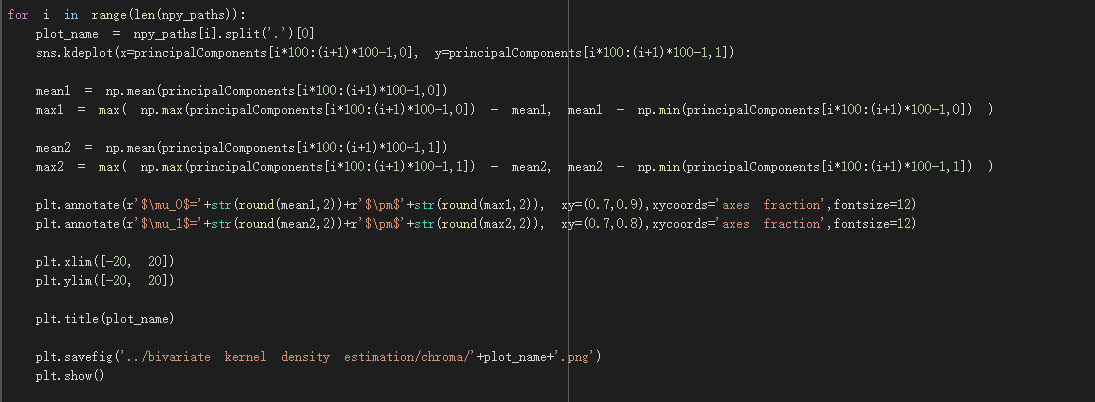 for i in range(len(npy_paths)):
    plot_name = npy_paths[i].split('.')[0]
    sns.kdeplot(x=principalComponents[i*100:(i+1)*100-1,0], y=principalComponents[i*100:(i+1)*100-1,1])
    mean1 = np.mean(principalComponents[i*100:(i+1)*100-1,0])
    max1 = max( np.max(principalComponents[i*100:(i+1)*100-1,0]) - mean1, mean1 - np.min(principalComponents[i*100:(i+1)*100-1,0]) )
    mean2 = np.mean(principalComponents[i*100:(i+1)*100-1,1])
    max2 = max( np.max(principalComponents[i*100:(i+1)*100-1,1]) - mean2, mean2 - np.min(principalComponents[i*100:(i+1)*100-1,1]) )
    plt.annotate(r'$\mu_0$='+str(round(mean1,2))+r'$\pm$'+str(round(max1,2)), xy=(0.7,0.9),xycoords='axes fraction',fontsize=12)
    plt.annotate(r'$\mu_1$='+str(round(mean2,2))+r'$\pm$'+str(round(max2,2)), xy=(0.7,0.8),xycoords='axes fraction',fontsize=12)
    plt.xlim([-20, 20])
    plt.ylim([-20, 20])
    plt.title(plot_name)
    plt.savefig('../bivariate kernel density estimation/chroma/'+plot_name+'.png')
    plt.show()